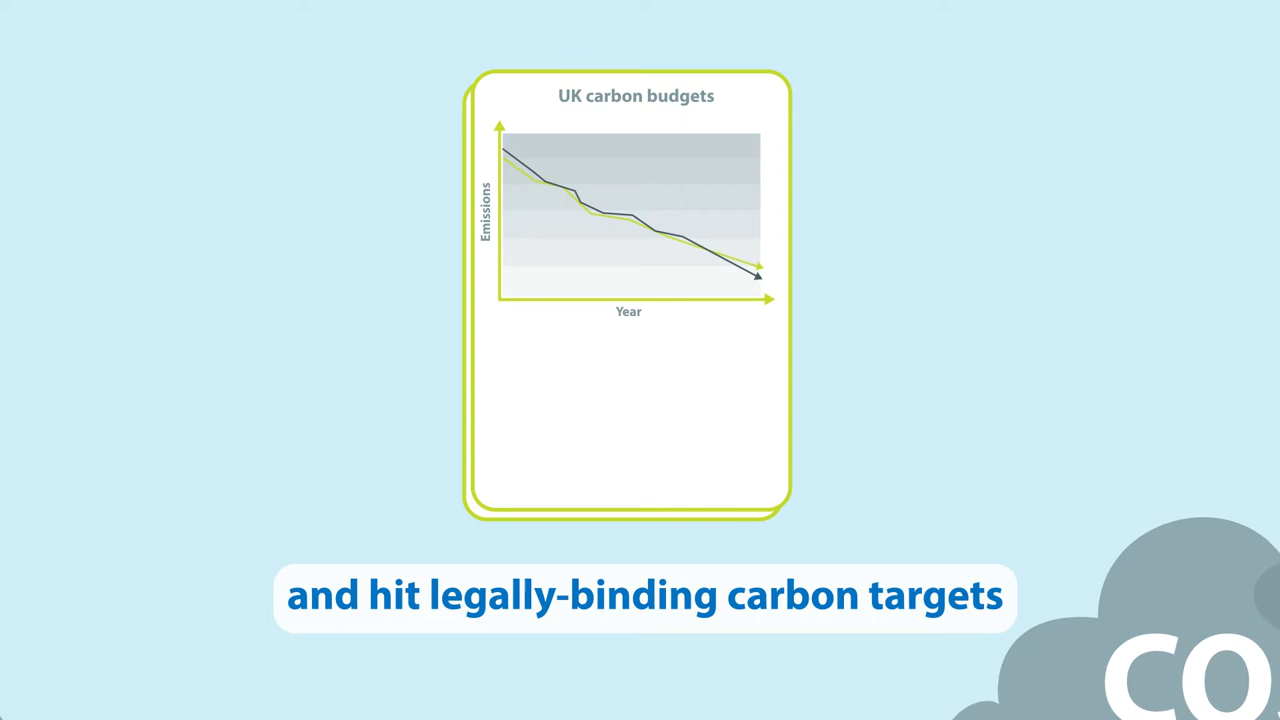 UK carbon budgets
Emissions
Year
and hit legally-binding carbon targets
CO